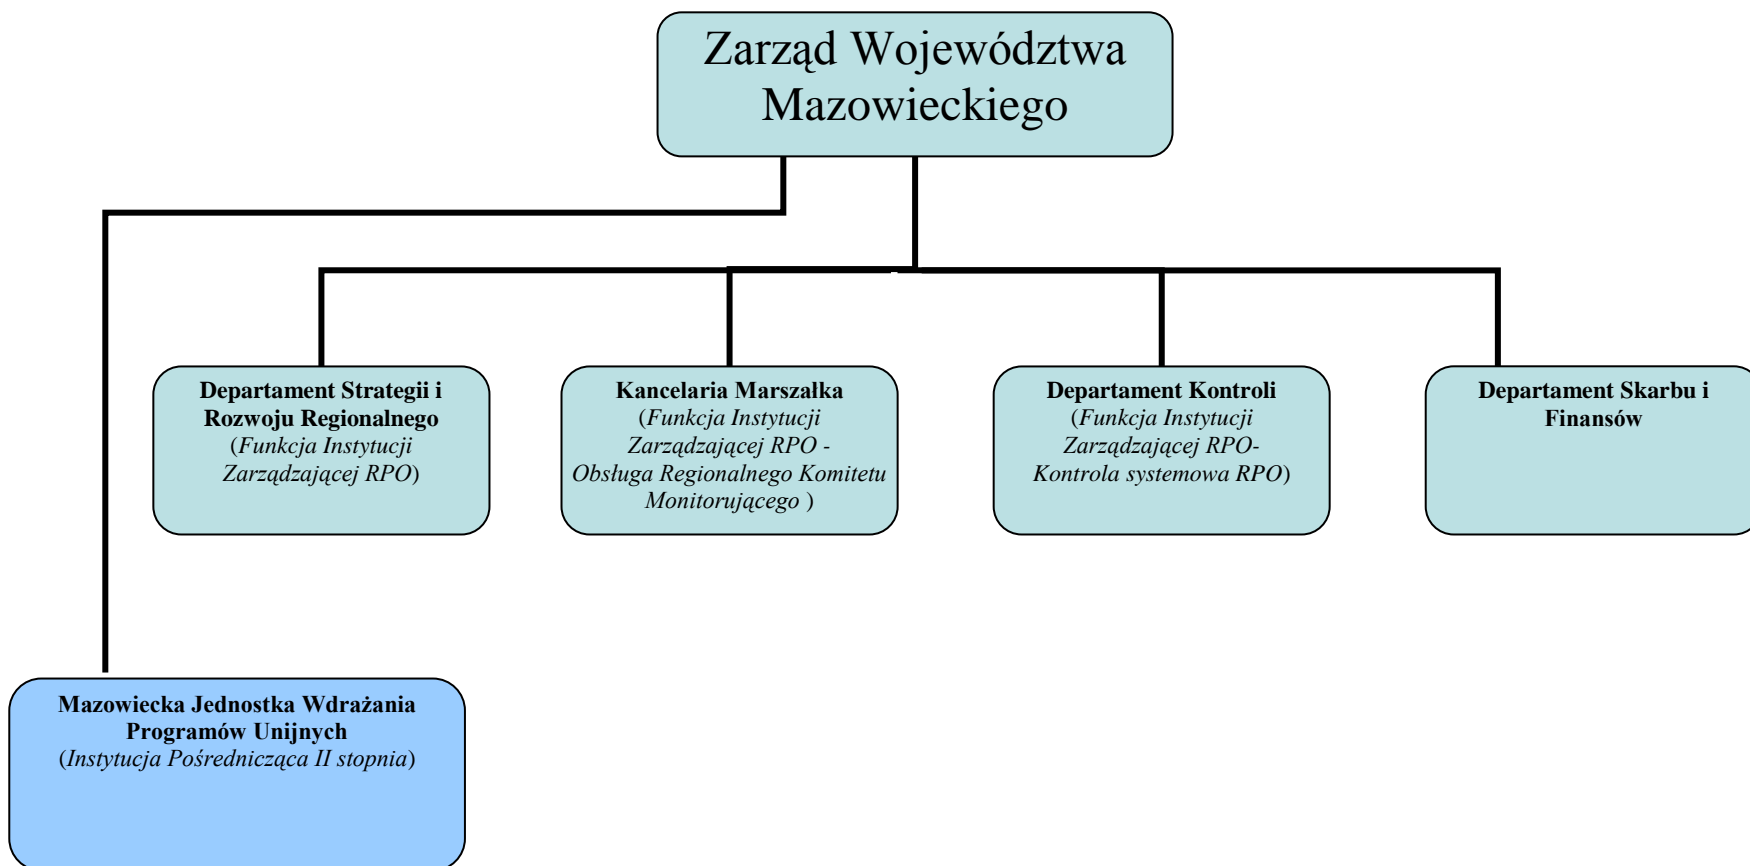 Zarząd Województwa
Mazowieckiego
Departament Strategii i
Rozwoju Regionalnego
(Funkcja Instytucji
Zarządzającej RPO)
Kancelaria Marszałka
(Funkcja Instytucji
Zarządzającej RPO -
Obsługa Regionalnego Komitetu
Monitorującego )
Departament Kontroli
(Funkcja Instytucji
Zarządzającej RPO-
Kontrola systemowa RPO)
Departament Skarbu i
Finansów
Mazowiecka Jednostka Wdrażania
Programów Unijnych
(Instytucja Pośrednicząca II stopnia)